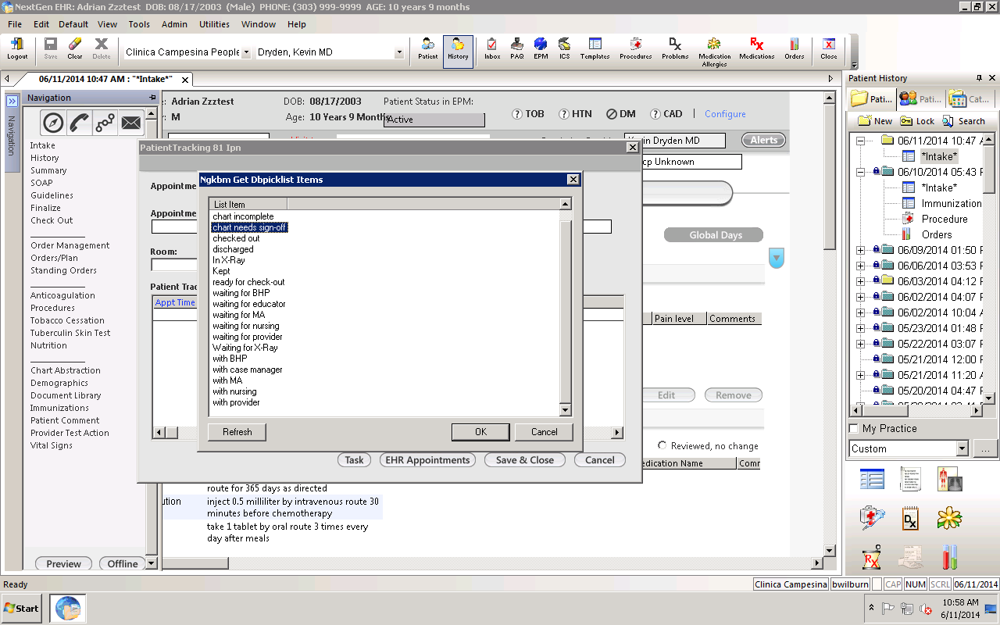 NextGen EHR: Adrian Zzztest DOB: 08/17/2003 (Male) PHONE: (303) 999-9999 AGE: 10 years 9 months
File Edit Default View Tools Admin Utilities Window Help
Logout Save Clear Delete Clinica Campesina People Dryden, Kevin MD Patient History Inbox PAQ EPM ICS Templates Procedures Problems Medication Allergies Medications Orders Close
06/11/2014 10:47 AM : "*Intake*"
Navigation
Navigation
Intake
History
Summary
SOAP
Guidelines
Finalize
Check Out
Order Management
Orders/Plan
Standing Orders
Anticoagulation
Procedures
Tobacco Cessation
Tuberculin Skin Test
Nutrition
Chart Abstraction
Demographics
Document Library
Immunizations
Patient Comment
Provider Test Action
Vital Signs
Preview Offline
Adrian Zzztest DOB: 08/17/2003 Patient Status in EPM:
M Age: 10 Years 9 Months Active
TOB HTN DM CAD Configure
Kevin Dryden MD Alerts
cp Unknown
Global Days
Pain level Comments
Edit Remove
Reviewed, no change
edication Name Comm
PatientTracking 81 Ipn
Appointme
Appointme
Room:
Patient Trac
Appt Time
Task EHR Appointments Save & Close Cancel
Ngkbm Get Dbpicklist Items
List Item
chart incomplete
chart needs sign-off
checked out
discharged
In X-Ray
Kept
ready for check-out
waiting for BHP
waiting for educator
waiting for MA
waiting for nursing
waiting for provider
Waiting for X-Ray
with BHP
with case manager
with MA
with nursing
with provider
Refresh OK Cancel
route for 365 days as directed
ution inject 0.5 milliliter by intravenous route 30
minutes before chemotherapy
take 1 tablet by oral route 3 times every
day after meals
Patient History
Pati... Pati... Cat...
New Lock Search
06/11/2014 10:47 A
*Intake*
06/10/2014 05:43 P
*Intake*
Immunization
Procedure
Orders
06/09/2014 01:50 P
06/06/2014 03:53 P
06/03/2014 04:12 P
06/02/2014 04:07 P
06/02/2014 10:04 A
05/23/2014 01:48 P
05/22/2014 03:07 P
05/21/2014 12:00 P
05/21/2014 11:20 A
05/20/2014 04:47 P
My Practice
Custom ...
Ready Clinica Campesina bwilburn CAP NUM SCRL 06/11/2014
Start 10:58 AM
6/11/2014